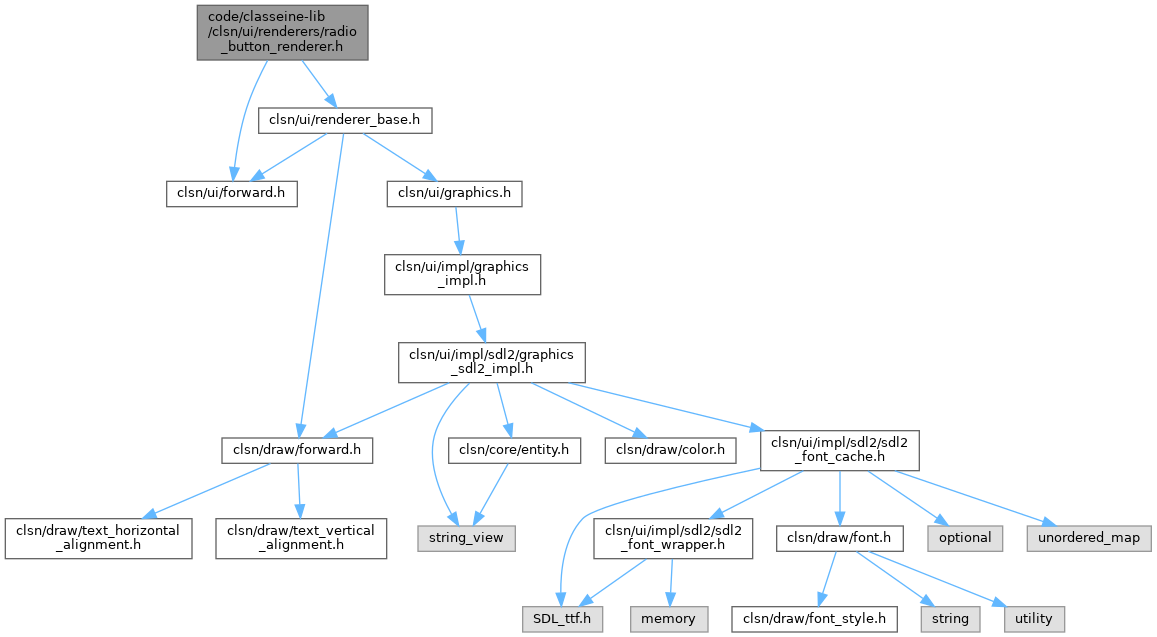 code/classeine-lib
/clsn/ui/renderers/radio
_button_renderer.h
clsn/ui/renderer_base.h
clsn/ui/forward.h
clsn/ui/graphics.h
clsn/ui/impl/graphics
_impl.h
clsn/ui/impl/sdl2/graphics
_sdl2_impl.h
clsn/draw/forward.h
clsn/core/entity.h
clsn/draw/color.h
clsn/ui/impl/sdl2/sdl2
_font_cache.h
clsn/draw/text_horizontal
_alignment.h
clsn/draw/text_vertical
_alignment.h
string_view
clsn/ui/impl/sdl2/sdl2
_font_wrapper.h
clsn/draw/font.h
optional
unordered_map
SDL_ttf.h
memory
clsn/draw/font_style.h
string
utility